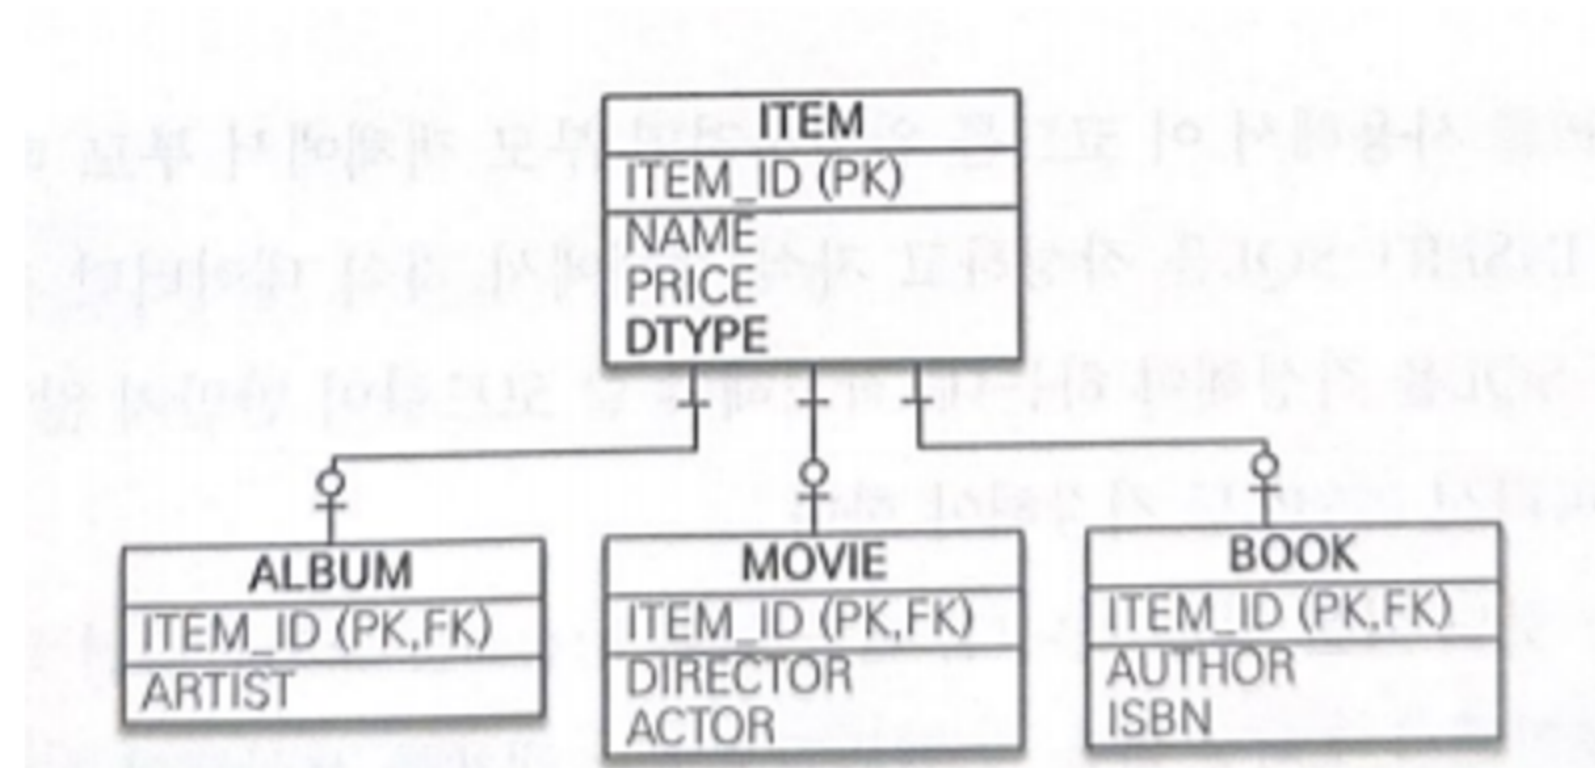 ITEM
ITEM_ID (PK)
NAME
PRICE
DTYPE
ALBUM
ITEM_ID (PK,FK)
ARTIST
MOVIE
ITEM_ID (PK,FK)
DIRECTOR
ACTOR
BOOK
ITEM_ID (PK,FK)
AUTHOR
ISBN